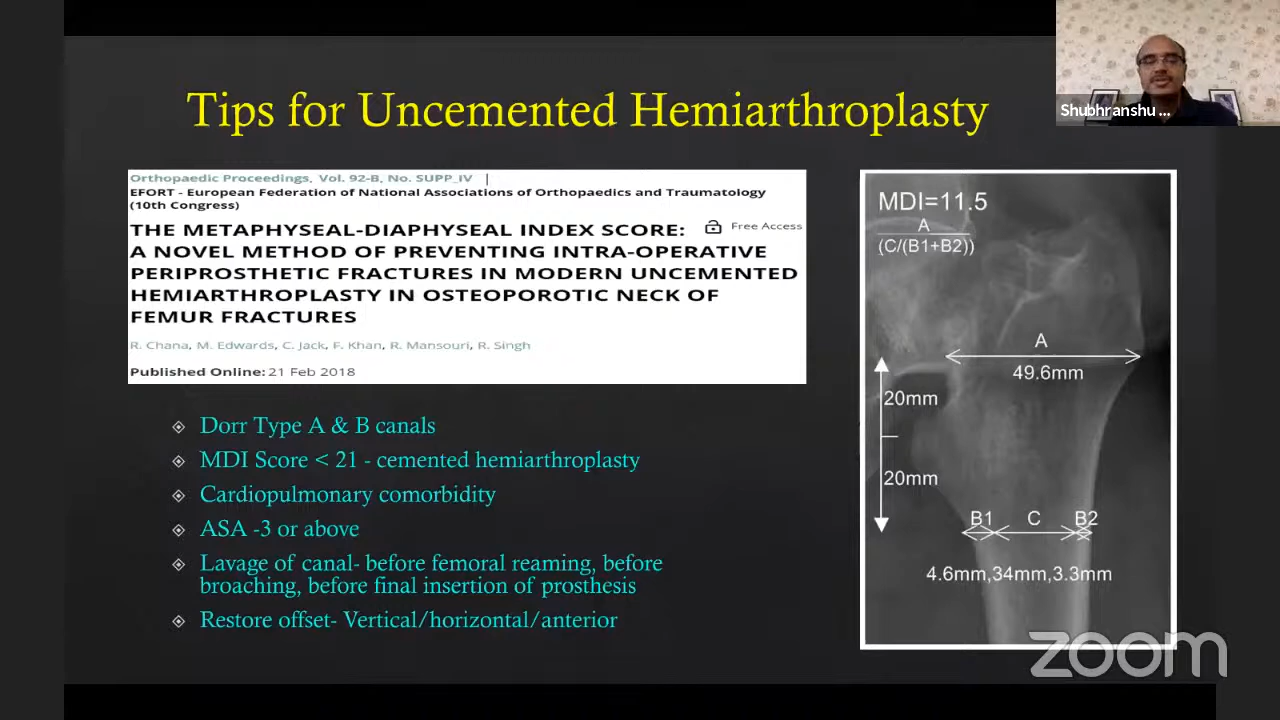 Tips for Uncemented Hemiarthroplasty
Shubhranshu ...
Orthopaedic Proceedings, Vol. 92-B, No. SUPP_IV |
EFORT - European Federation of National Associations of Orthopaedics and Traumatology
(10th Congress)
THE METAPHYSEAL-DIAPHYSEAL INDEX SCORE:
Free Access
A NOVEL METHOD OF PREVENTING INTRA-OPERATIVE
PERIPROSTHETIC FRACTURES IN MODERN UNCEMENTED
HEMIARTHROPLASTY IN OSTEOPOROTIC NECK OF
FEMUR FRACTURES
R. Chana, M. Edwards, C. Jack, F. Khan, R. Mansouri, R. Singh
Published Online: 21 Feb 2018
Dorr Type A & B canals
MDI Score < 21 - cemented hemiarthroplasty
Cardiopulmonary comorbidity
ASA -3 or above
Lavage of canal- before femoral reaming, before
broaching, before final insertion of prosthesis
Restore offset- Vertical/horizontal/anterior
MDI=11.5
A
(C/(B1+B2))
A
49.6mm
20mm
20mm
B1 C B2
4.6mm,34mm,3.3mm
zoom